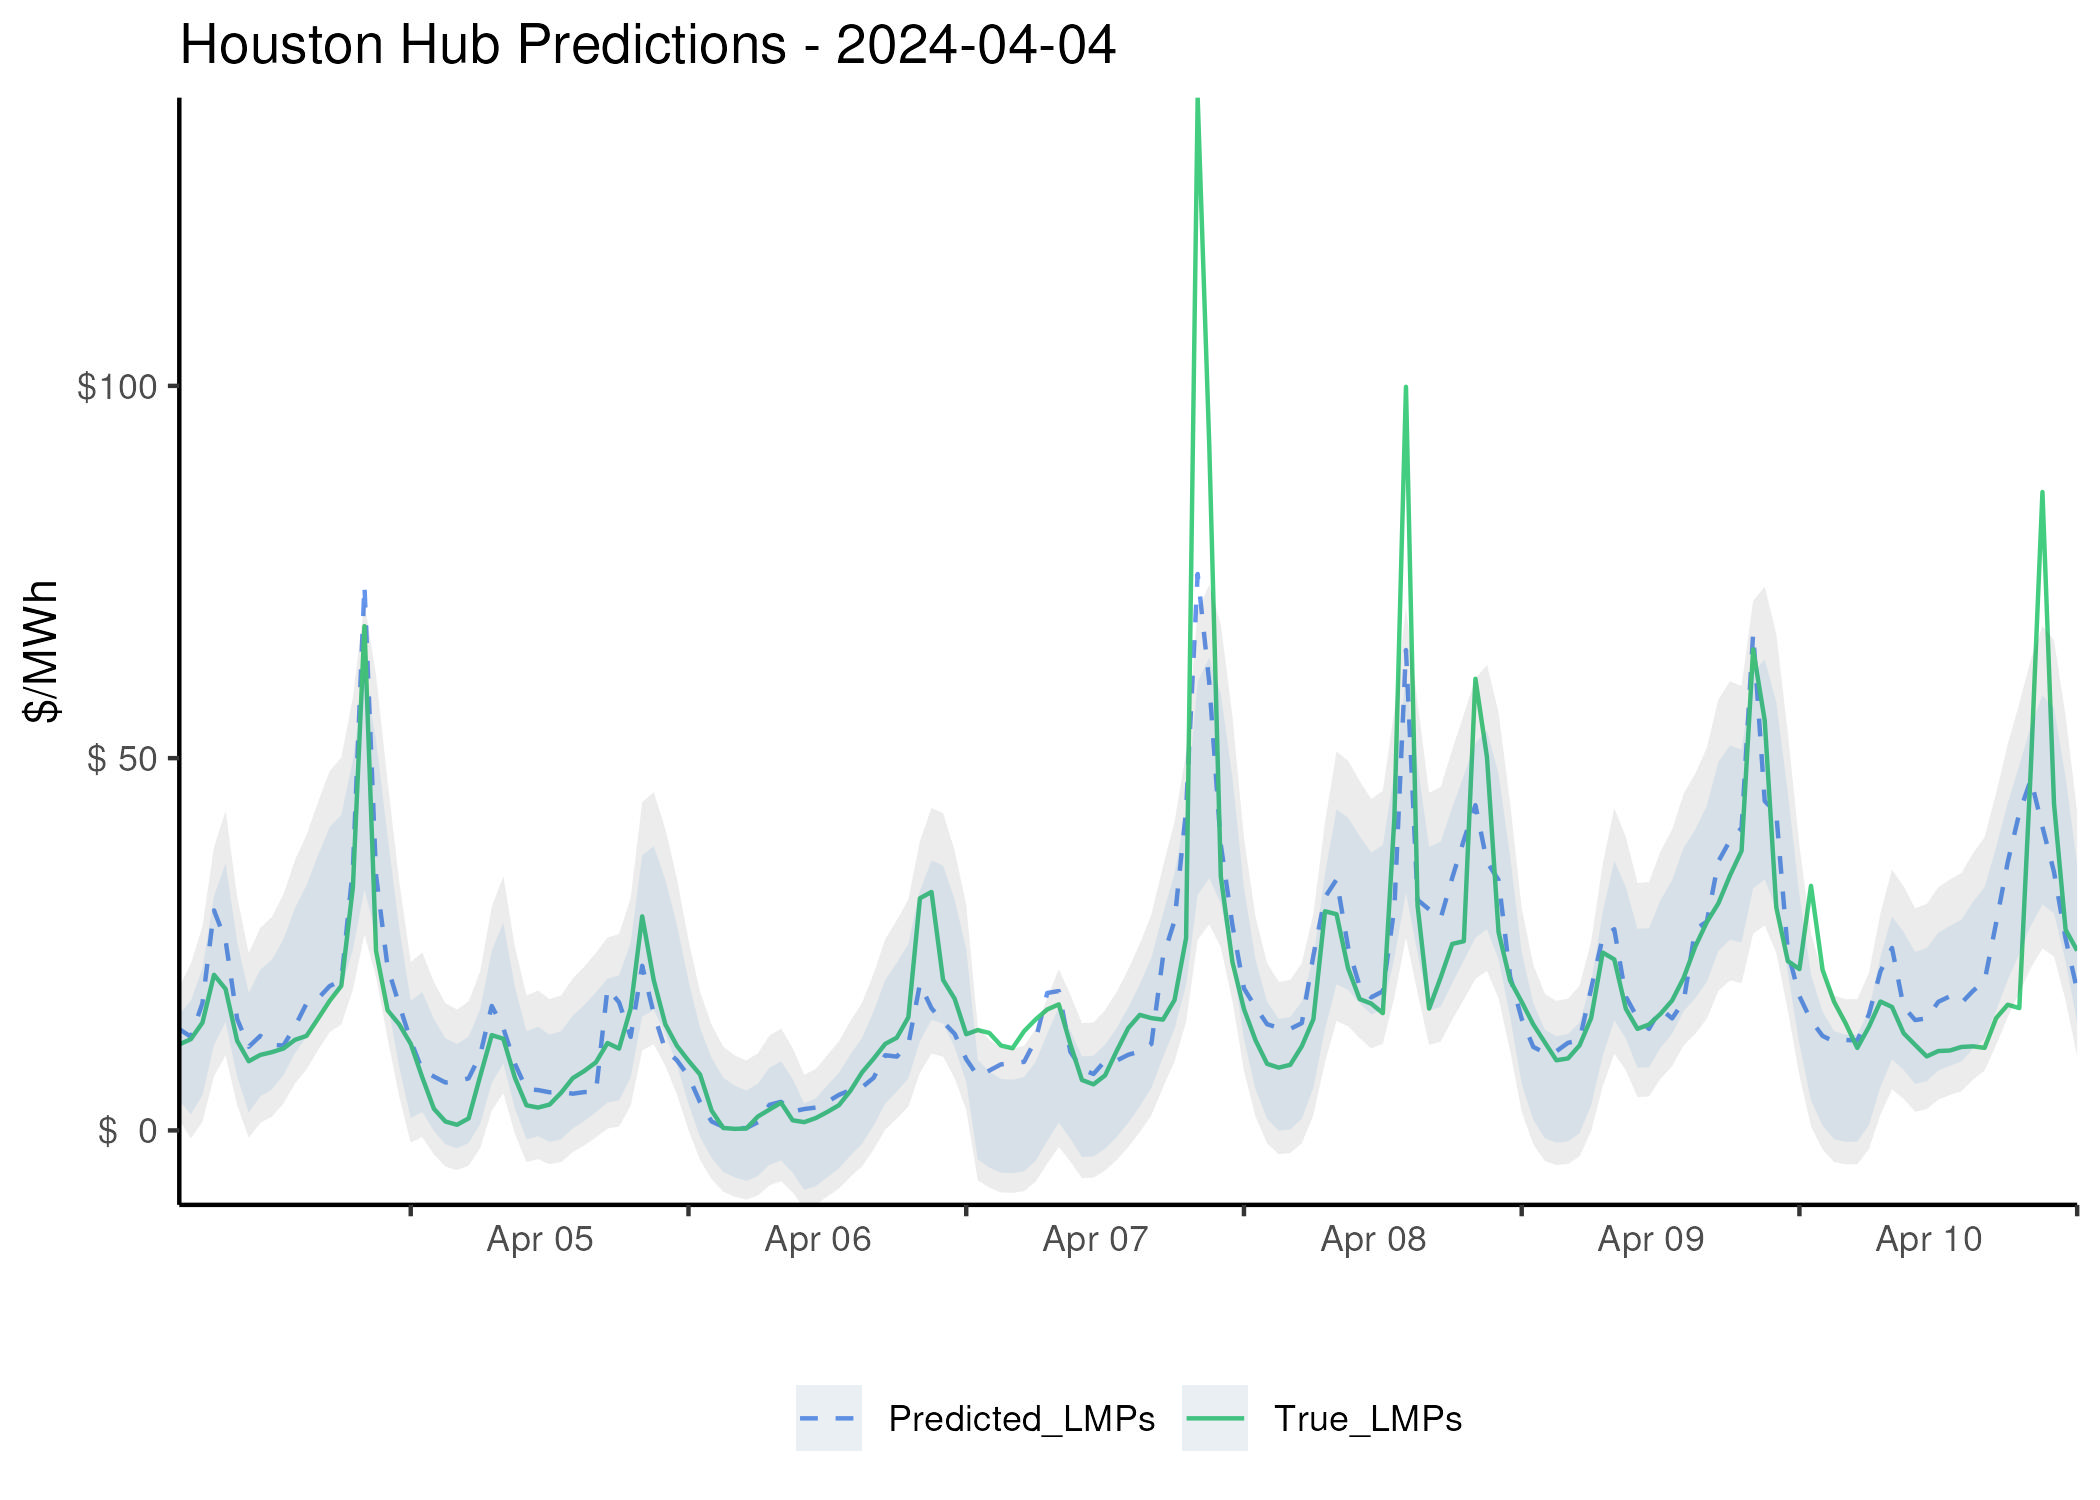 Houston Hub Predictions - 2024-04-04
$/MWh
$100
$ 50
$  0
Apr 05 Apr 06 Apr 07 Apr 08 Apr 09 Apr 10
Predicted_LMPs True_LMPs